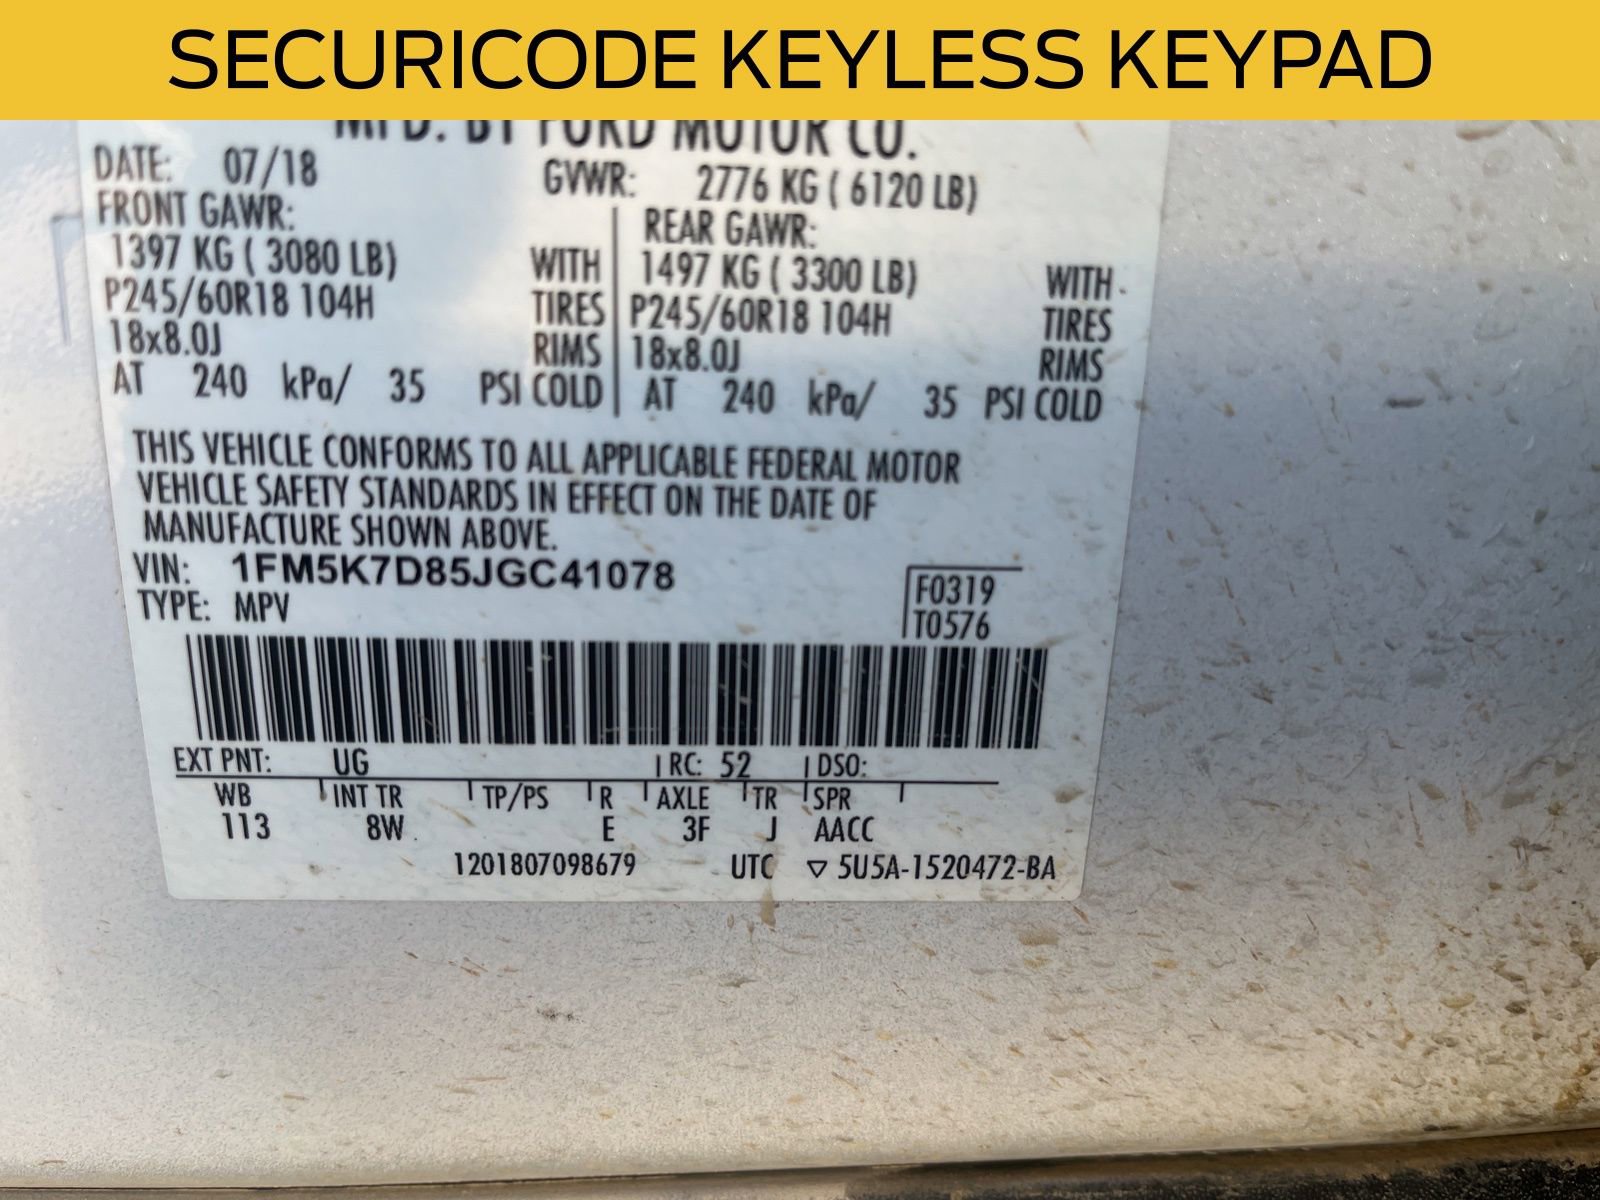 SECURICODE KEYLESS KEYPAD
MFD. BY FORD MOTOR CO.
DATE: 07/18 GVWR: 2776 KG ( 6120 LB)
FRONT GAWR: REAR GAWR:
1397 KG ( 3080 LB) WITH 1497 KG ( 3300 LB) WITH
P245/60R18 104H TIRES P245/60R18 104H TIRES
18x8.0J RIMS 18x8.0J RIMS
AT 240 kPa/ 35 PSI COLD AT 240 kPa/ 35 PSI COLD
THIS VEHICLE CONFORMS TO ALL APPLICABLE FEDERAL MOTOR
VEHICLE SAFETY STANDARDS IN EFFECT ON THE DATE OF
MANUFACTURE SHOWN ABOVE.
VIN: 1FM5K7D85JGC41078
TYPE: MPV F0319
T0576
EXT PNT: UG RC: 52 DSO:
WB INT TR TP/PS R AXLE TR SPR
113 8W E 3F J AACC
1201807098679 UTC ▽ 5U5A-1520472-BA